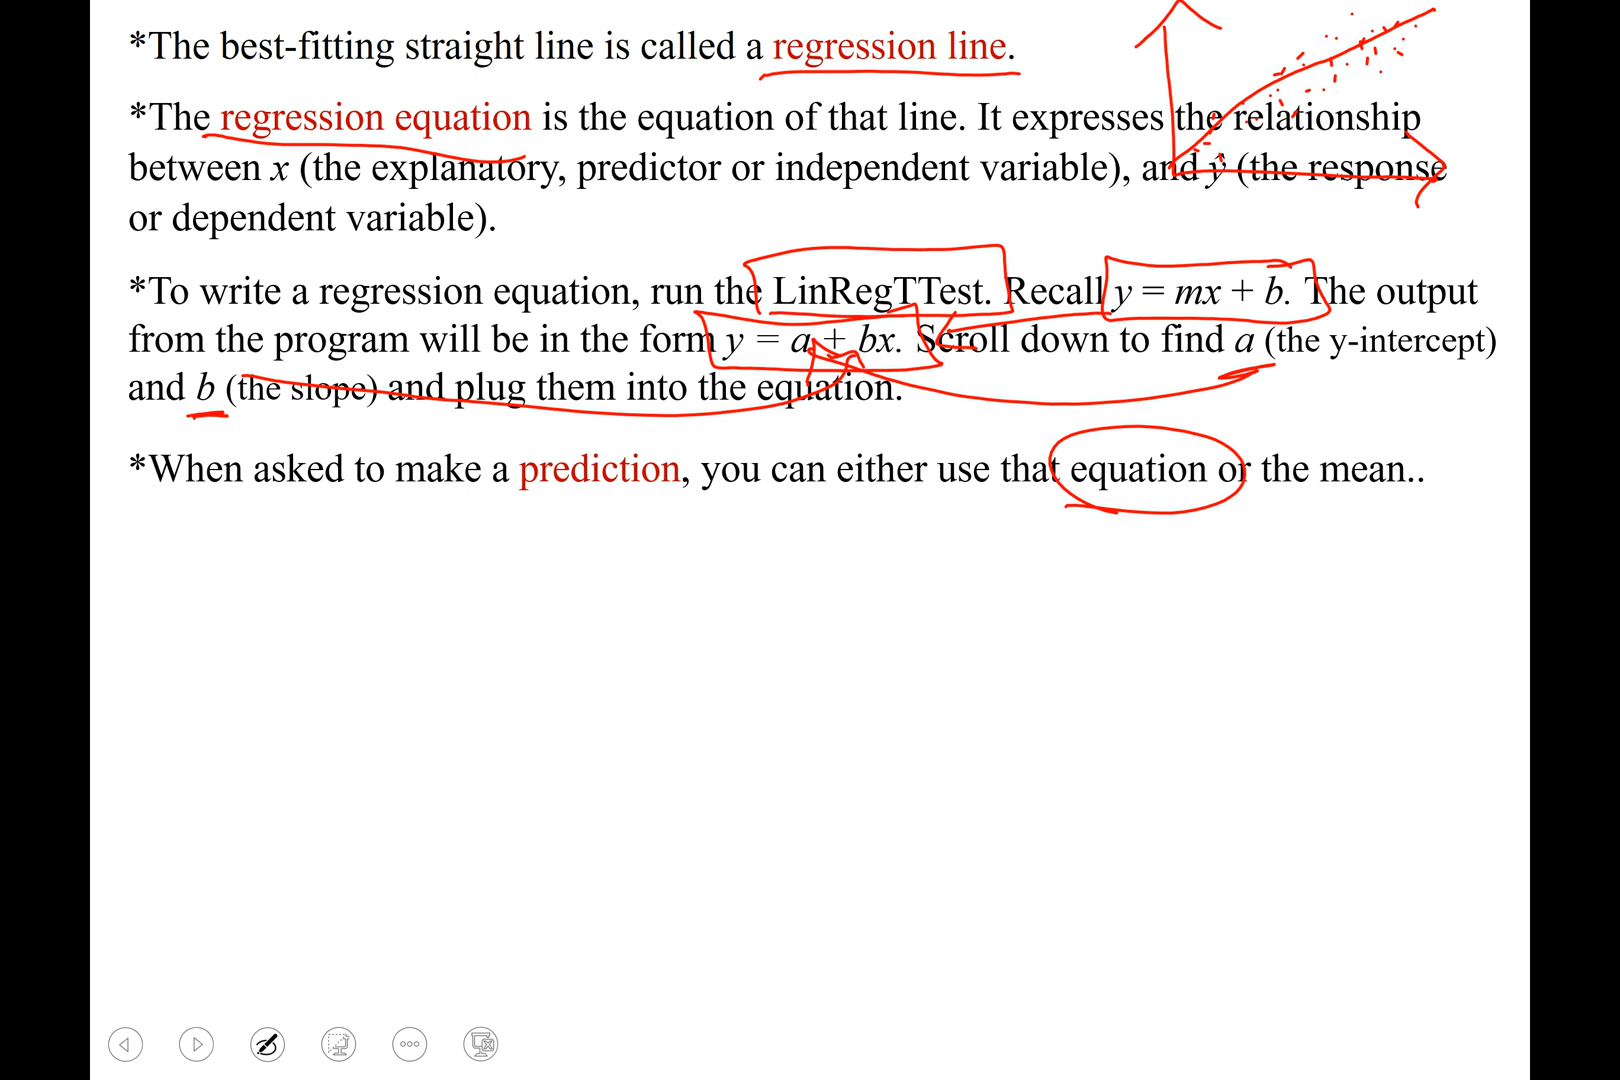 *The best-fitting straight line is called a regression line.
*The regression equation is the equation of that line. It expresses the relationship
between x (the explanatory, predictor or independent variable), and ŷ (the response
or dependent variable).
*To write a regression equation, run the LinRegTTest. Recall y = mx + b. The output
from the program will be in the form y = a + bx. Scroll down to find a (the y-intercept)
and b (the slope) and plug them into the equation.
*When asked to make a prediction, you can either use that equation or the mean..